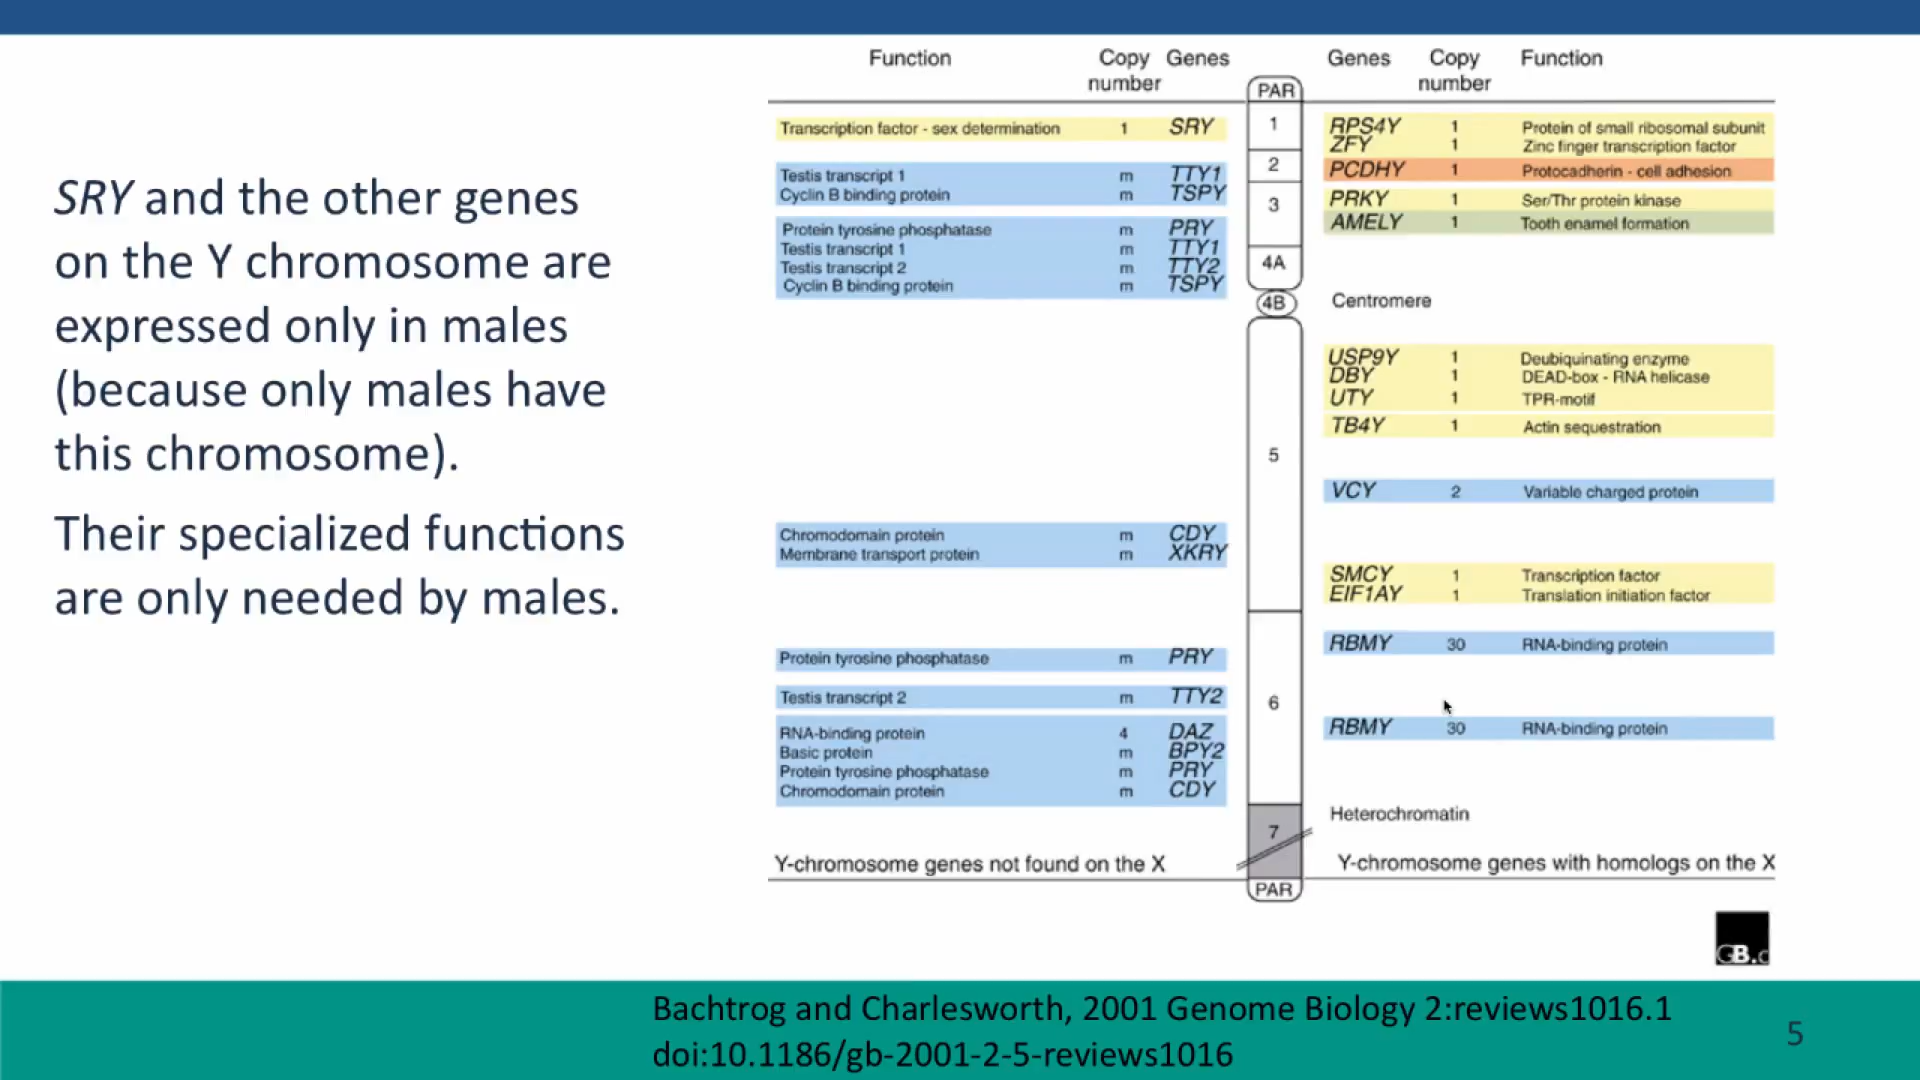 SRY and the other genes
on the Y chromosome are
expressed only in males
(because only males have
this chromosome).
Their specialized functions
are only needed by males.
Function Copy number Genes
Transcription factor - sex determination 1 SRY
Testis transcript 1 m TTY1
Cyclin B binding protein m TSPY
Protein tyrosine phosphatase m PRY
Testis transcript 1 m TTY1
Testis transcript 2 m TTY2
Cyclin B binding protein m TSPY
Chromodomain protein m CDY
Membrane transport protein m XKRY
Protein tyrosine phosphatase m PRY
Testis transcript 2 m TTY2
RNA-binding protein 4 DAZ
Basic protein m BPY2
Protein tyrosine phosphatase m PRY
Chromodomain protein m CDY
Y-chromosome genes not found on the X
PAR
1
2
3
4A
4B
5
6
7
PAR
Genes Copy number Function
RPS4Y 1 Protein of small ribosomal subunit
ZFY 1 Zinc finger transcription factor
PCDHY 1 Protocadherin - cell adhesion
PRKY 1 Ser/Thr protein kinase
AMELY 1 Tooth enamel formation
Centromere
USP9Y 1 Deubiquinating enzyme
DBY 1 DEAD-box - RNA helicase
UTY 1 TPR-motif
TB4Y 1 Actin sequestration
VCY 2 Variable charged protein
SMCY 1 Transcription factor
EIF1AY 1 Translation initiation factor
RBMY 30 RNA-binding protein
RBMY 30 RNA-binding protein
Heterochromatin
Y-chromosome genes with homologs on the X
GB.c
Bachtrog and Charlesworth, 2001 Genome Biology 2:reviews1016.1
doi:10.1186/gb-2001-2-5-reviews1016
5